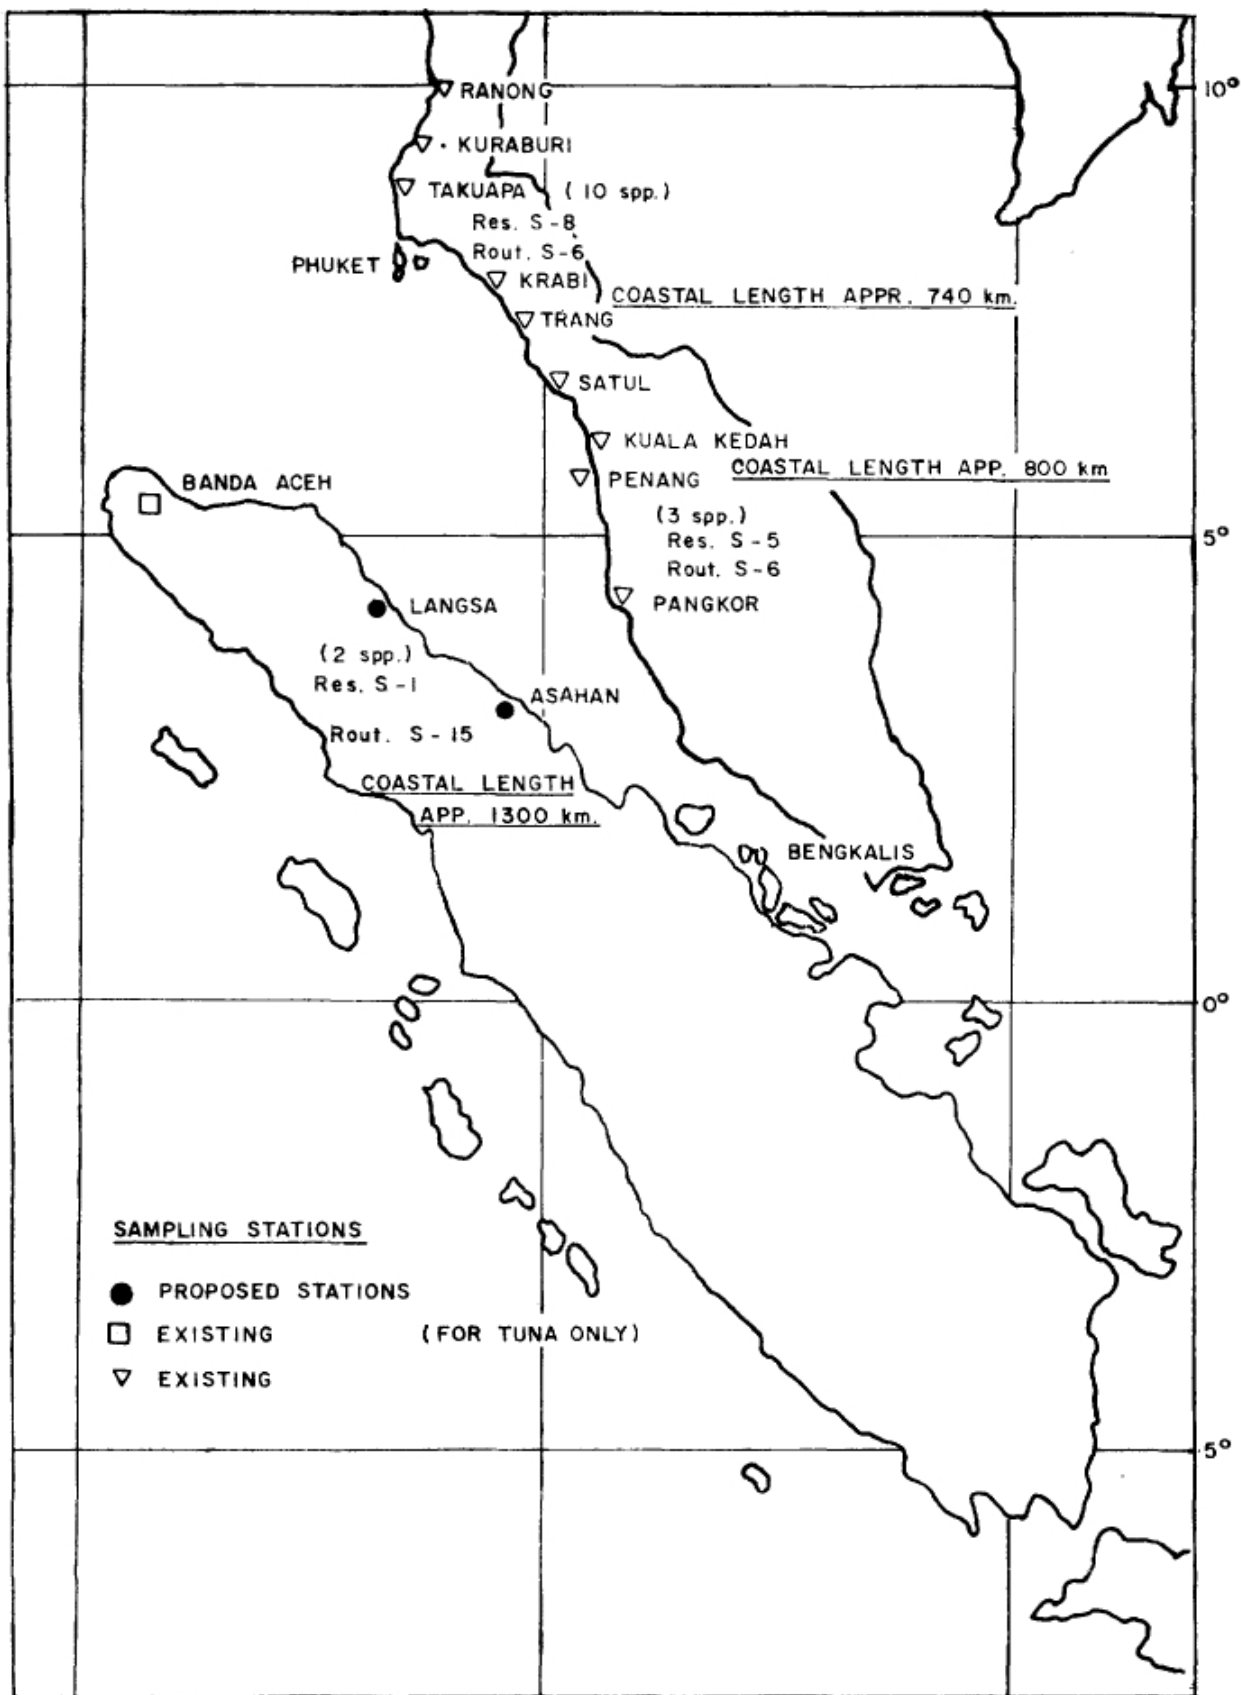 RANONG
10°
. KURABURI
TAKUAPA (10 spp.)
Res. S-8
Rout. S-6
PHUKET
KRABI
COASTAL LENGTH APPR. 740 km.
TRANG
SATUL
KUALA KEDAH
COASTAL LENGTH APP. 800 km
BANDA ACEH
PENANG
(3 spp.)
Res. S-5
5°
Rout. S-6
PANGKOR
LANGSA
(2 spp.)
Res. S-1
ASAHAN
Rout. S-15
COASTAL LENGTH
APP. 1300 km.
BENGKALIS
0°
SAMPLING STATIONS
PROPOSED STATIONS
EXISTING (FOR TUNA ONLY)
EXISTING
5°